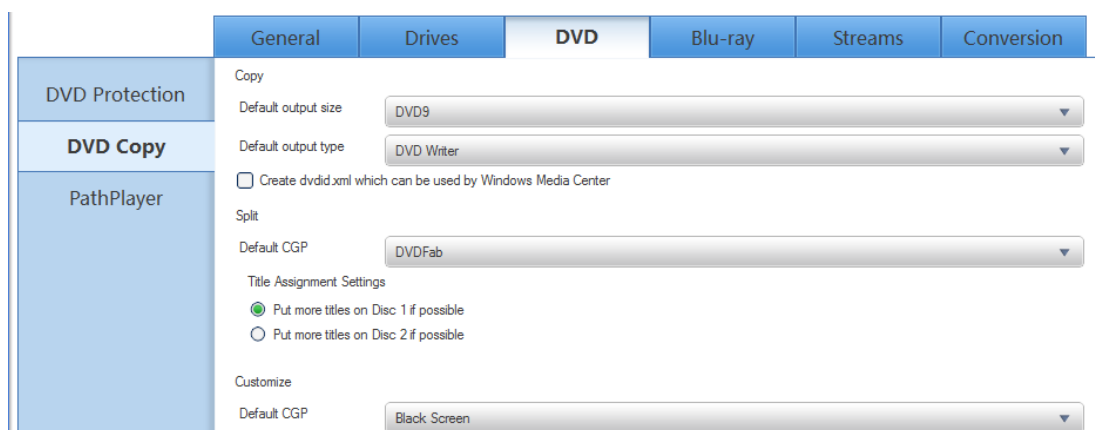 General Drives DVD Blu-ray Streams Conversion
DVD Protection
DVD Copy
PathPlayer
Copy
Default output size DVD9
Default output type DVD Writer
Create dvdid.xml which can be used by Windows Media Center
Split
Default CGP DVDFab
Title Assignment Settings
Put more titles on Disc 1 if possible
Put more titles on Disc 2 if possible
Customize
Default CGP Black Screen